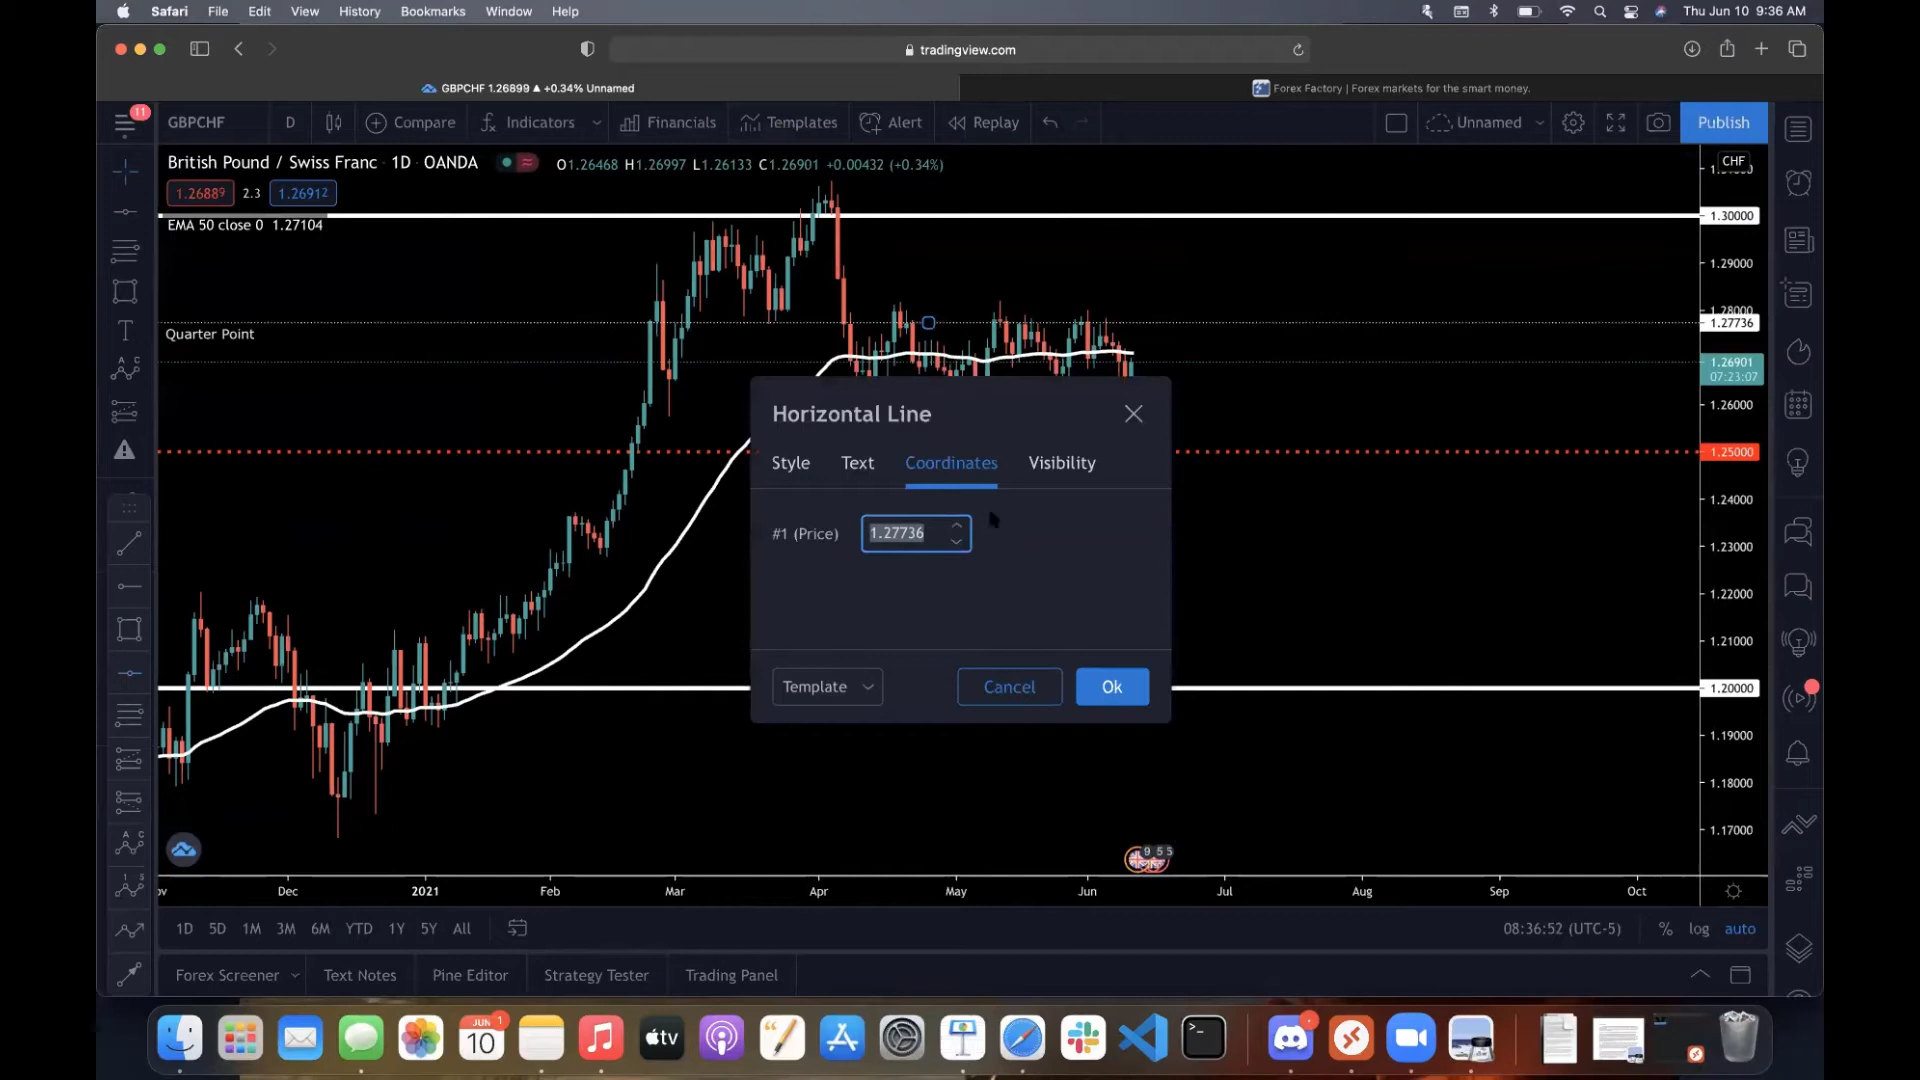 Safari File Edit View History Bookmarks Window Help
Thu Jun 10 9:36 AM
tradingview.com
GBPCHF 1.26899 ▲ +0.34% Unnamed
Forex Factory | Forex markets for the smart money.
11
GBPCHF D Compare Indicators Financials Templates Alert Replay Unnamed Publish
British Pound / Swiss Franc · 1D · OANDA
O1.26468 H1.26997 L1.26133 C1.26901 +0.00432 (+0.34%)
CHF
1.26889 2.3 1.26912
1.30000
EMA 50 close 0 1.27104
1.29000
1.28000
1.27736
Quarter Point
1.26901
07:23:07
1.26000
Horizontal Line
1.25000
Style Text Coordinates Visibility
1.24000
#1 (Price) 1.27736
1.23000
1.22000
1.21000
Template Cancel Ok
1.20000
1.19000
1.18000
1.17000
Dec 2021 Feb Mar Apr May Jun Jul Aug Sep Oct
1D 5D 1M 3M 6M YTD 1Y 5Y All
08:36:52 (UTC-5) % log auto
Forex Screener Text Notes Pine Editor Strategy Tester Trading Panel
JUN
10
1
tv